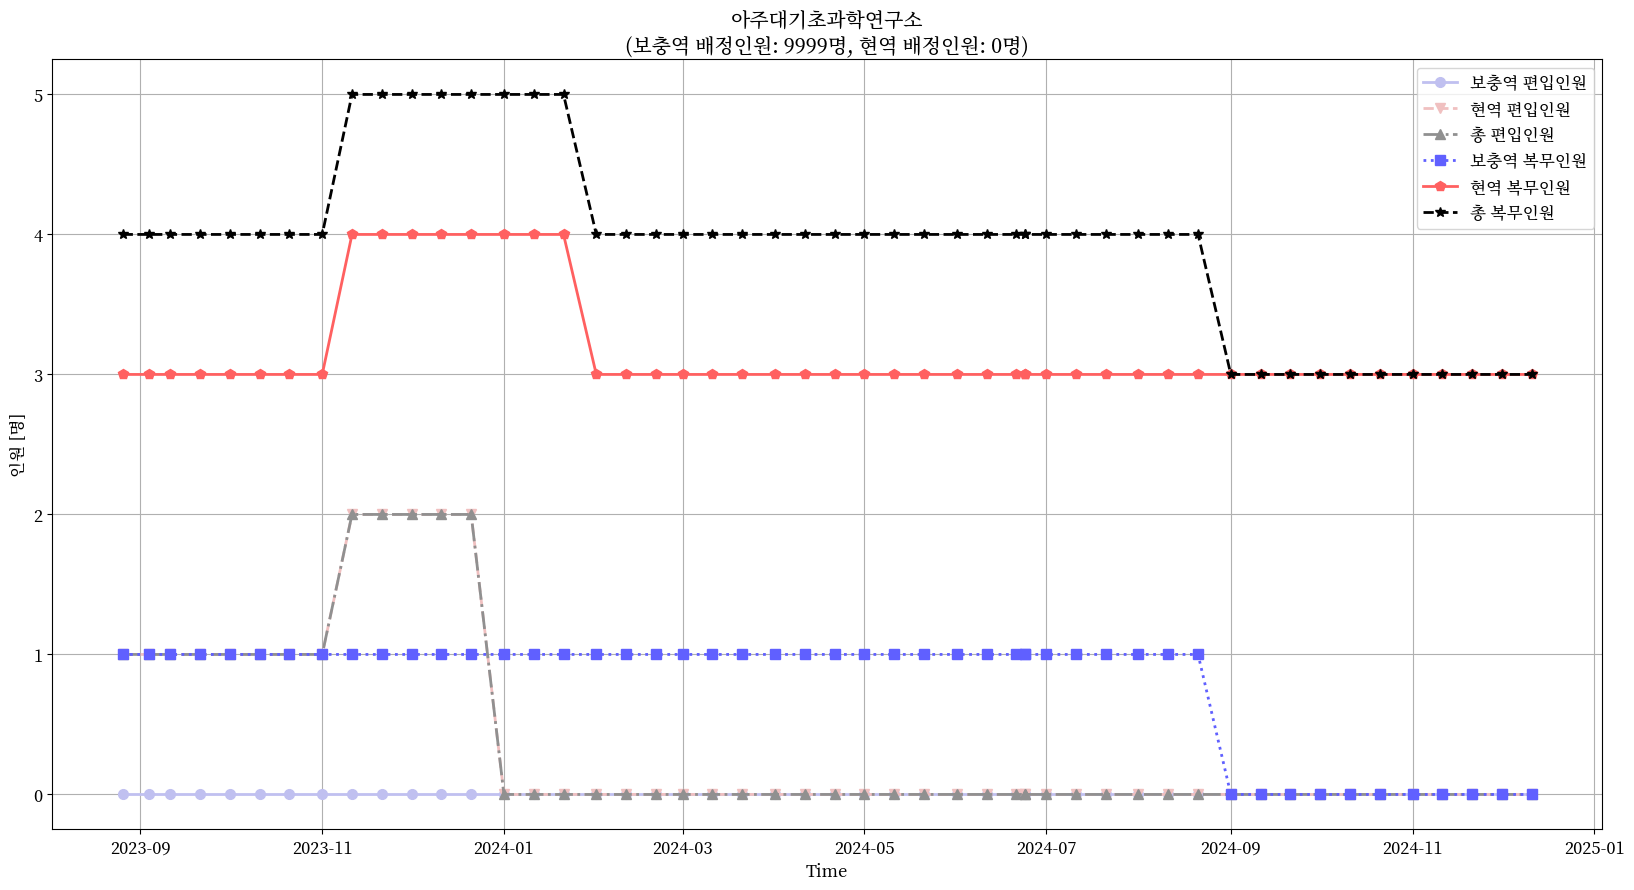 아주대기초과학연구소
(보충역 배정인원: 9999명, 현역 배정인원: 0명)
보충역 편입인원
현역 편입인원
총 편입인원
보충역 복무인원
현역 복무인원
총 복무인원
인원 [명]
5
4
3
2
1
0
2023-09
2023-11
2024-01
2024-03
2024-05
2024-07
2024-09
2024-11
2025-01
Time